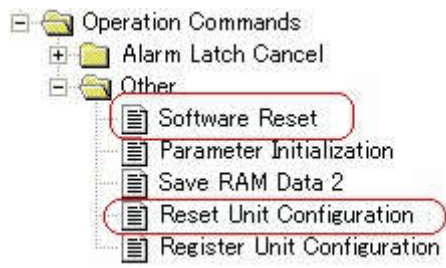 Operation Commands
Alarm Latch Cancel
Other
Software Reset
Parameter Initialization
Save RAM Data 2
Reset Unit Configuration
Register Unit Configuration